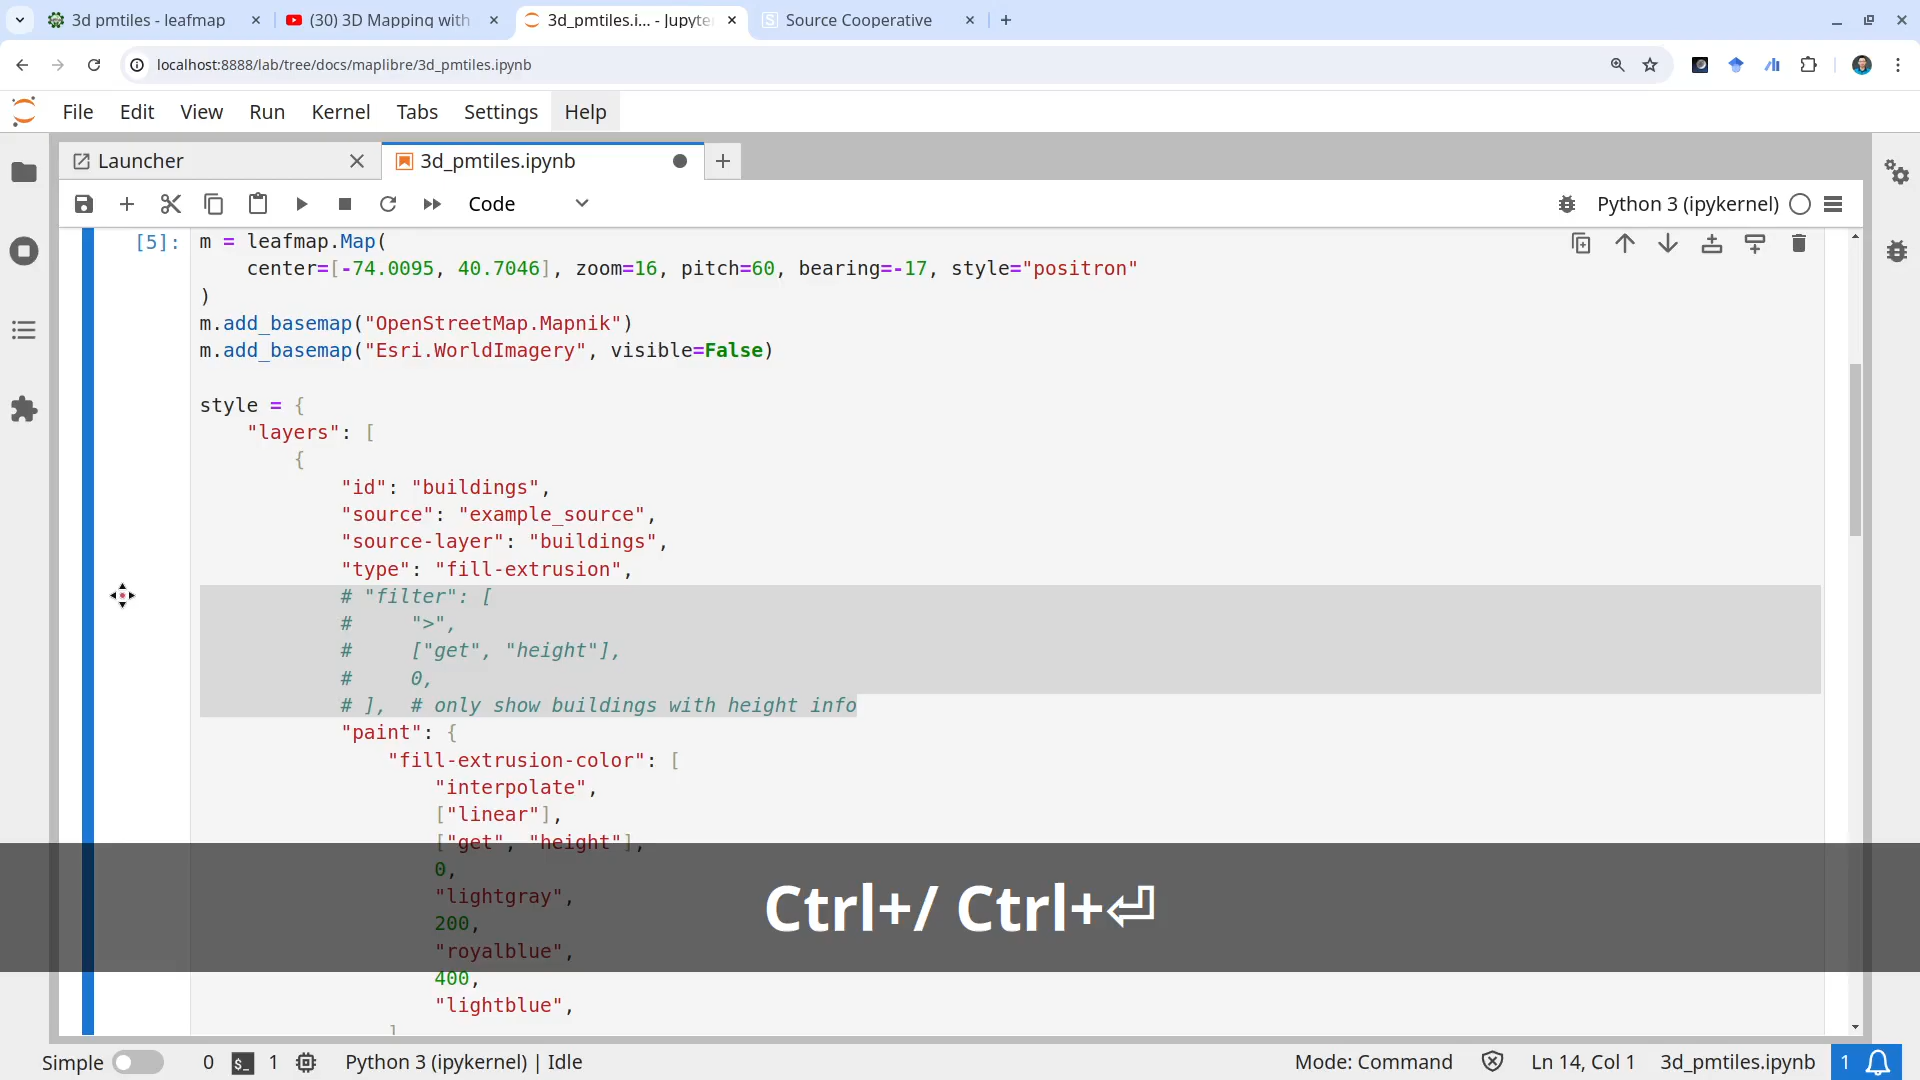 3d pmtiles - leafmap
(30) 3D Mapping with
3d_pmtiles.i... - Jupyte
Source Cooperative
localhost:8888/lab/tree/docs/maplibre/3d_pmtiles.ipynb
File Edit View Run Kernel Tabs Settings Help
Launcher
3d_pmtiles.ipynb
Code
Python 3 (ipykernel)
[5]:
m = leafmap.Map(
    center=[-74.0095, 40.7046], zoom=16, pitch=60, bearing=-17, style="positron"
)
m.add_basemap("OpenStreetMap.Mapnik")
m.add_basemap("Esri.WorldImagery", visible=False)
style = {
    "layers": [
        {
            "id": "buildings",
            "source": "example_source",
            "source-layer": "buildings",
            "type": "fill-extrusion",
            # "filter": [
            #     ">",
            #     ["get", "height"],
            #     0,
            # ],  # only show buildings with height info
            "paint": {
                "fill-extrusion-color": [
                    "interpolate",
                    ["linear"],
                    ["get", "height"],
                    0,
                    "lightgray",
                    200,
                    "royalblue",
                    400,
                    "lightblue",
                ]
Ctrl+/ Ctrl+⏎
Simple 0 $_ 1 Python 3 (ipykernel) | Idle Mode: Command Ln 14, Col 1 3d_pmtiles.ipynb 1